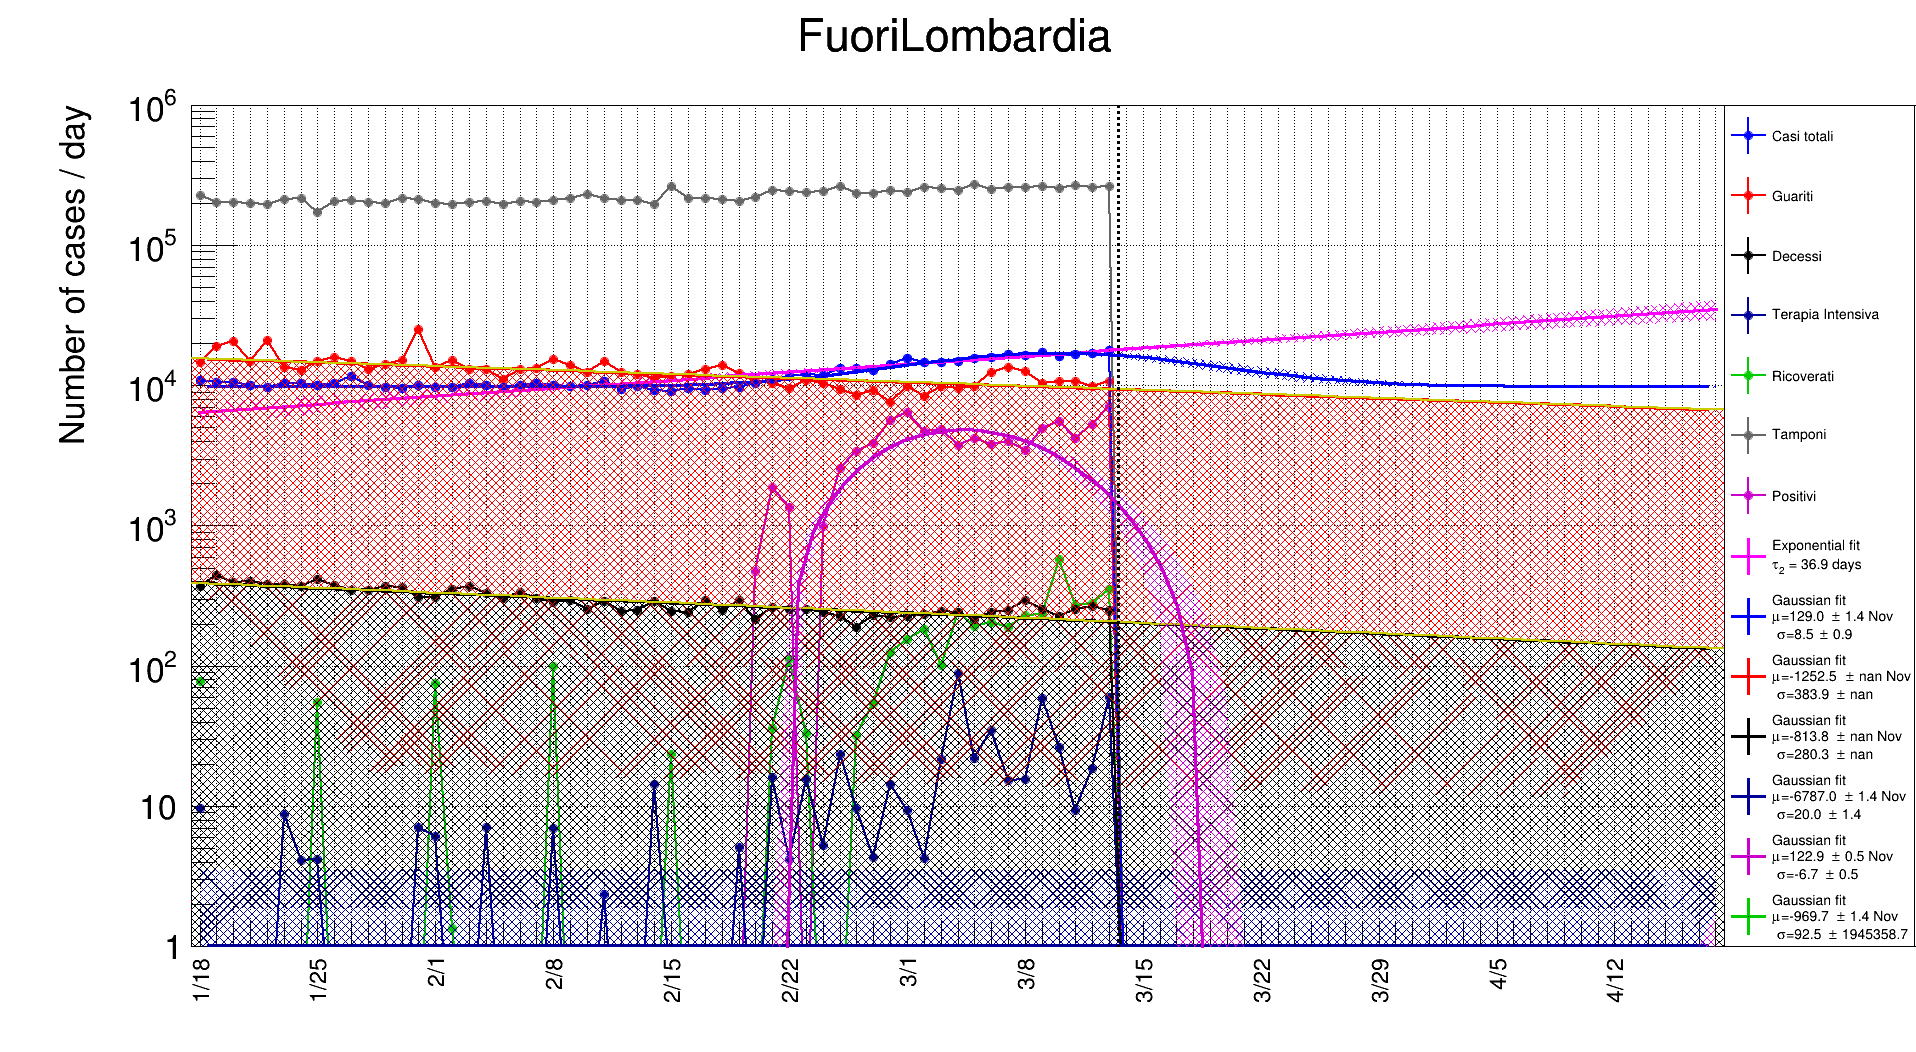 FuoriLombardia
Number of cases / day
10^6
10^5
10^4
10^3
10^2
10
1
1/18
1/25
2/1
2/8
2/15
2/22
3/1
3/8
3/15
3/22
3/29
4/5
4/12
Casi totali
Guariti
Decessi
Terapia Intensiva
Ricoverati
Tamponi
Positivi
Exponential fit
τ₂ = 36.9 days
Gaussian fit
μ=129.0 ± 1.4 Nov
σ=8.5 ± 0.9
Gaussian fit
μ=-1252.5 ± nan Nov
σ=383.9 ± nan
Gaussian fit
μ=-813.8 ± nan Nov
σ=280.3 ± nan
Gaussian fit
μ=-6787.0 ± 1.4 Nov
σ=20.0 ± 1.4
Gaussian fit
μ=122.9 ± 0.5 Nov
σ=-6.7 ± 0.5
Gaussian fit
μ=-969.7 ± 1.4 Nov
σ=92.5 ± 1945358.7